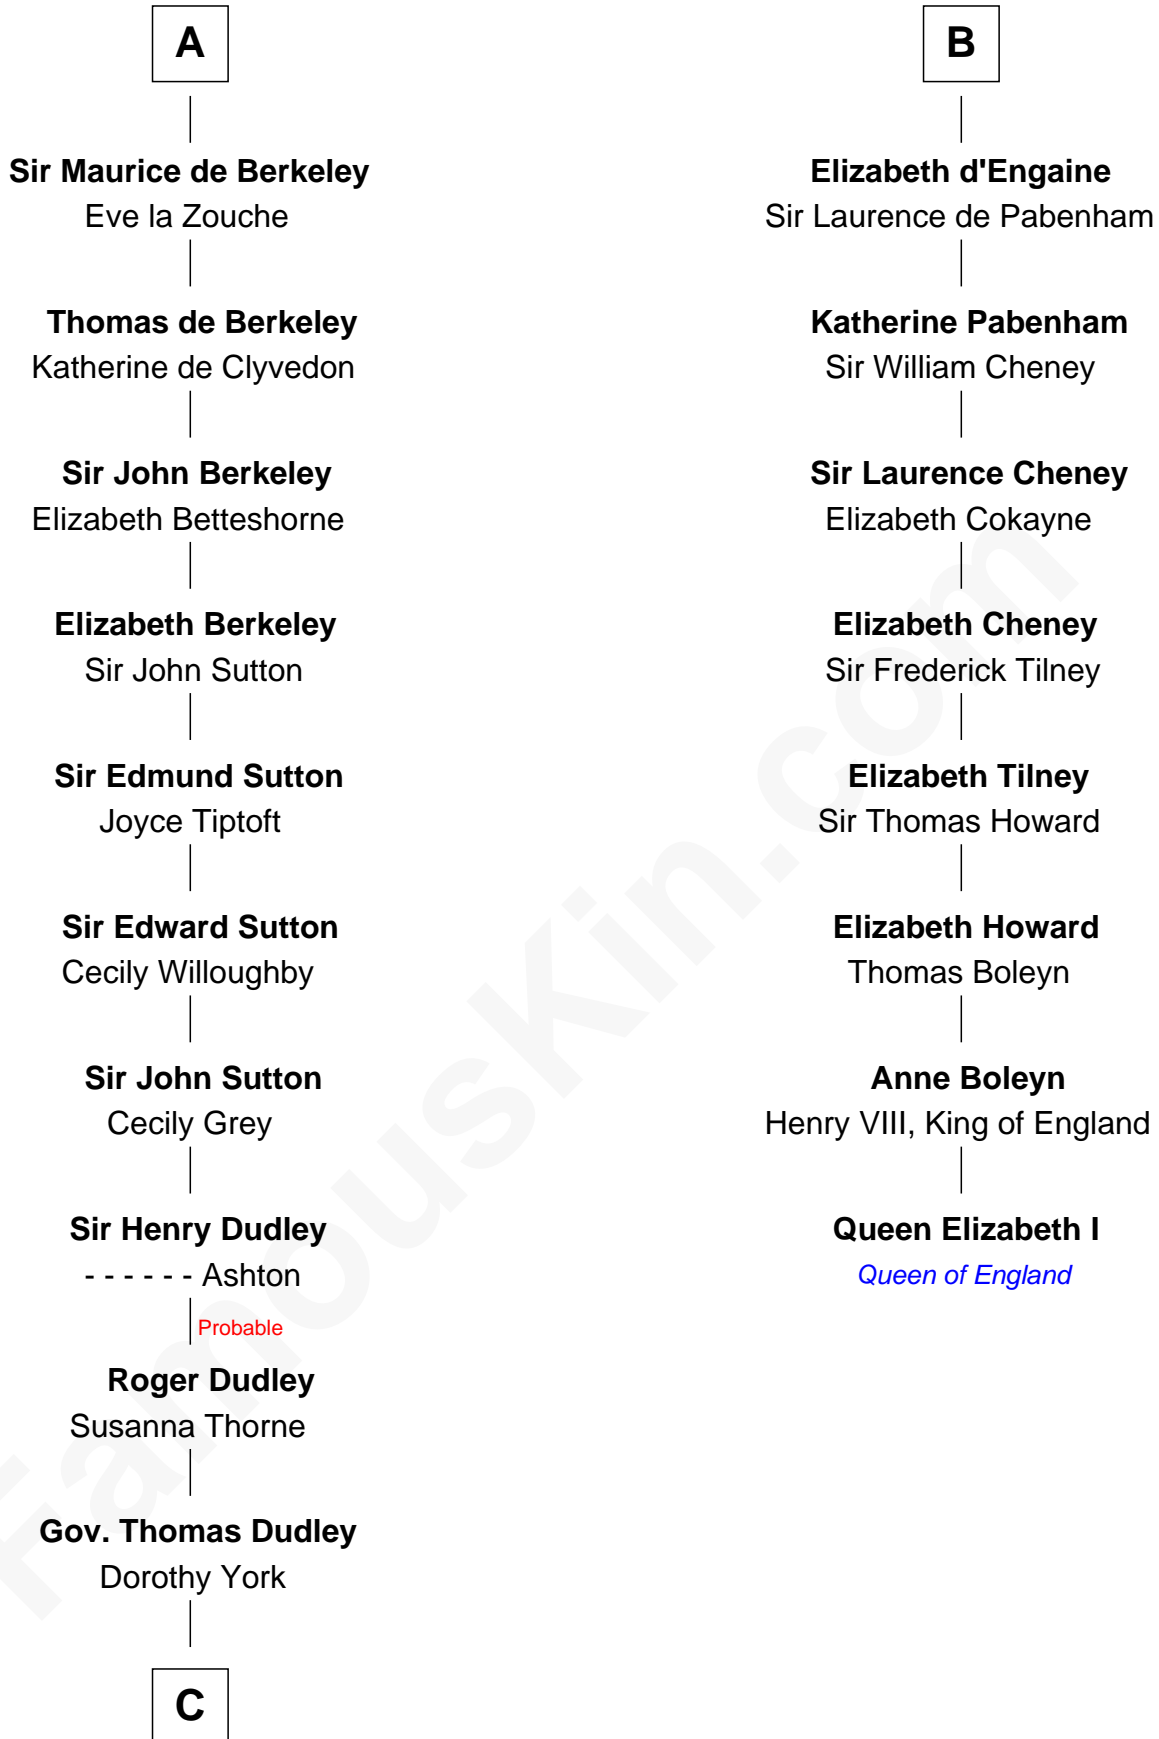 A
Sir Maurice de Berkeley
Eve la Zouche
Thomas de Berkeley
Katherine de Clyvedon
Sir John Berkeley
Elizabeth Betteshorne
Elizabeth Berkeley
Sir John Sutton
Sir Edmund Sutton
Joyce Tiptoft
Sir Edward Sutton
Cecily Willoughby
Sir John Sutton
Cecily Grey
Sir Henry Dudley
- - - - - - Ashton
Probable
Roger Dudley
Susanna Thorne
Gov. Thomas Dudley
Dorothy York
C
B
Elizabeth d'Engaine
Sir Laurence de Pabenham
Katherine Pabenham
Sir William Cheney
Sir Laurence Cheney
Elizabeth Cokayne
Elizabeth Cheney
Sir Frederick Tilney
Elizabeth Tilney
Sir Thomas Howard
Elizabeth Howard
Thomas Boleyn
Anne Boleyn
Henry VIII, King of England
Queen Elizabeth I
Queen of England
FamousKin.com